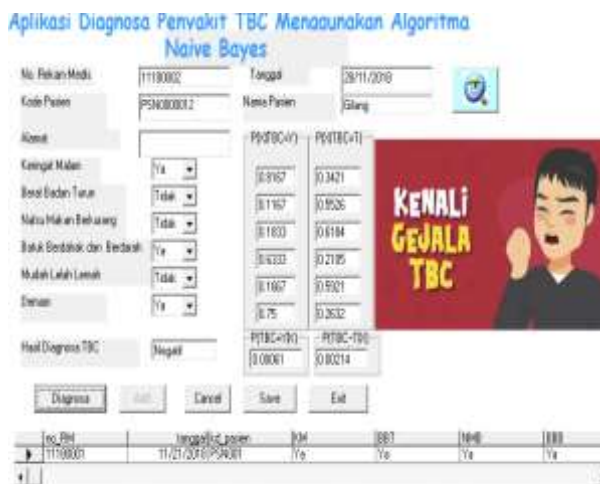 Aplikasi Diagnosa Penyakit TBC Menggunakan Algoritma
Naive Bayes
No. Rekam Medis 11180002 Tanggal 28/11/2018
Kode Pasien PSN0000012 Nama Pasien Gilang
Alamat P(X|TBC=Y) P(X|TBC=T)
Keringat Malam Ya 0.8167 0.3421
Berat Badan Turun Tidak 0.1167 0.5526
Nafsu Makan Berkurang Tidak 0.1833 0.6184
Batuk Berdahak dan Berdarah Ya 0.6333 0.2105
Mudah Lelah Lemah Tidak 0.1667 0.5921
Demam Ya 0.75 0.2632
KENALI
GEJALA
TBC
P(TBC=Y|X) P(TBC=T|X)
Hasil Diagnosa TBC Negatif 0.00061 0.00214
Diagnosa Add Cancel Save Exit
no_RM tanggal kd_pasien KM BBT NMB BBB
11180001 11/21/2018 PSN001 Ya Ya Ya Ya